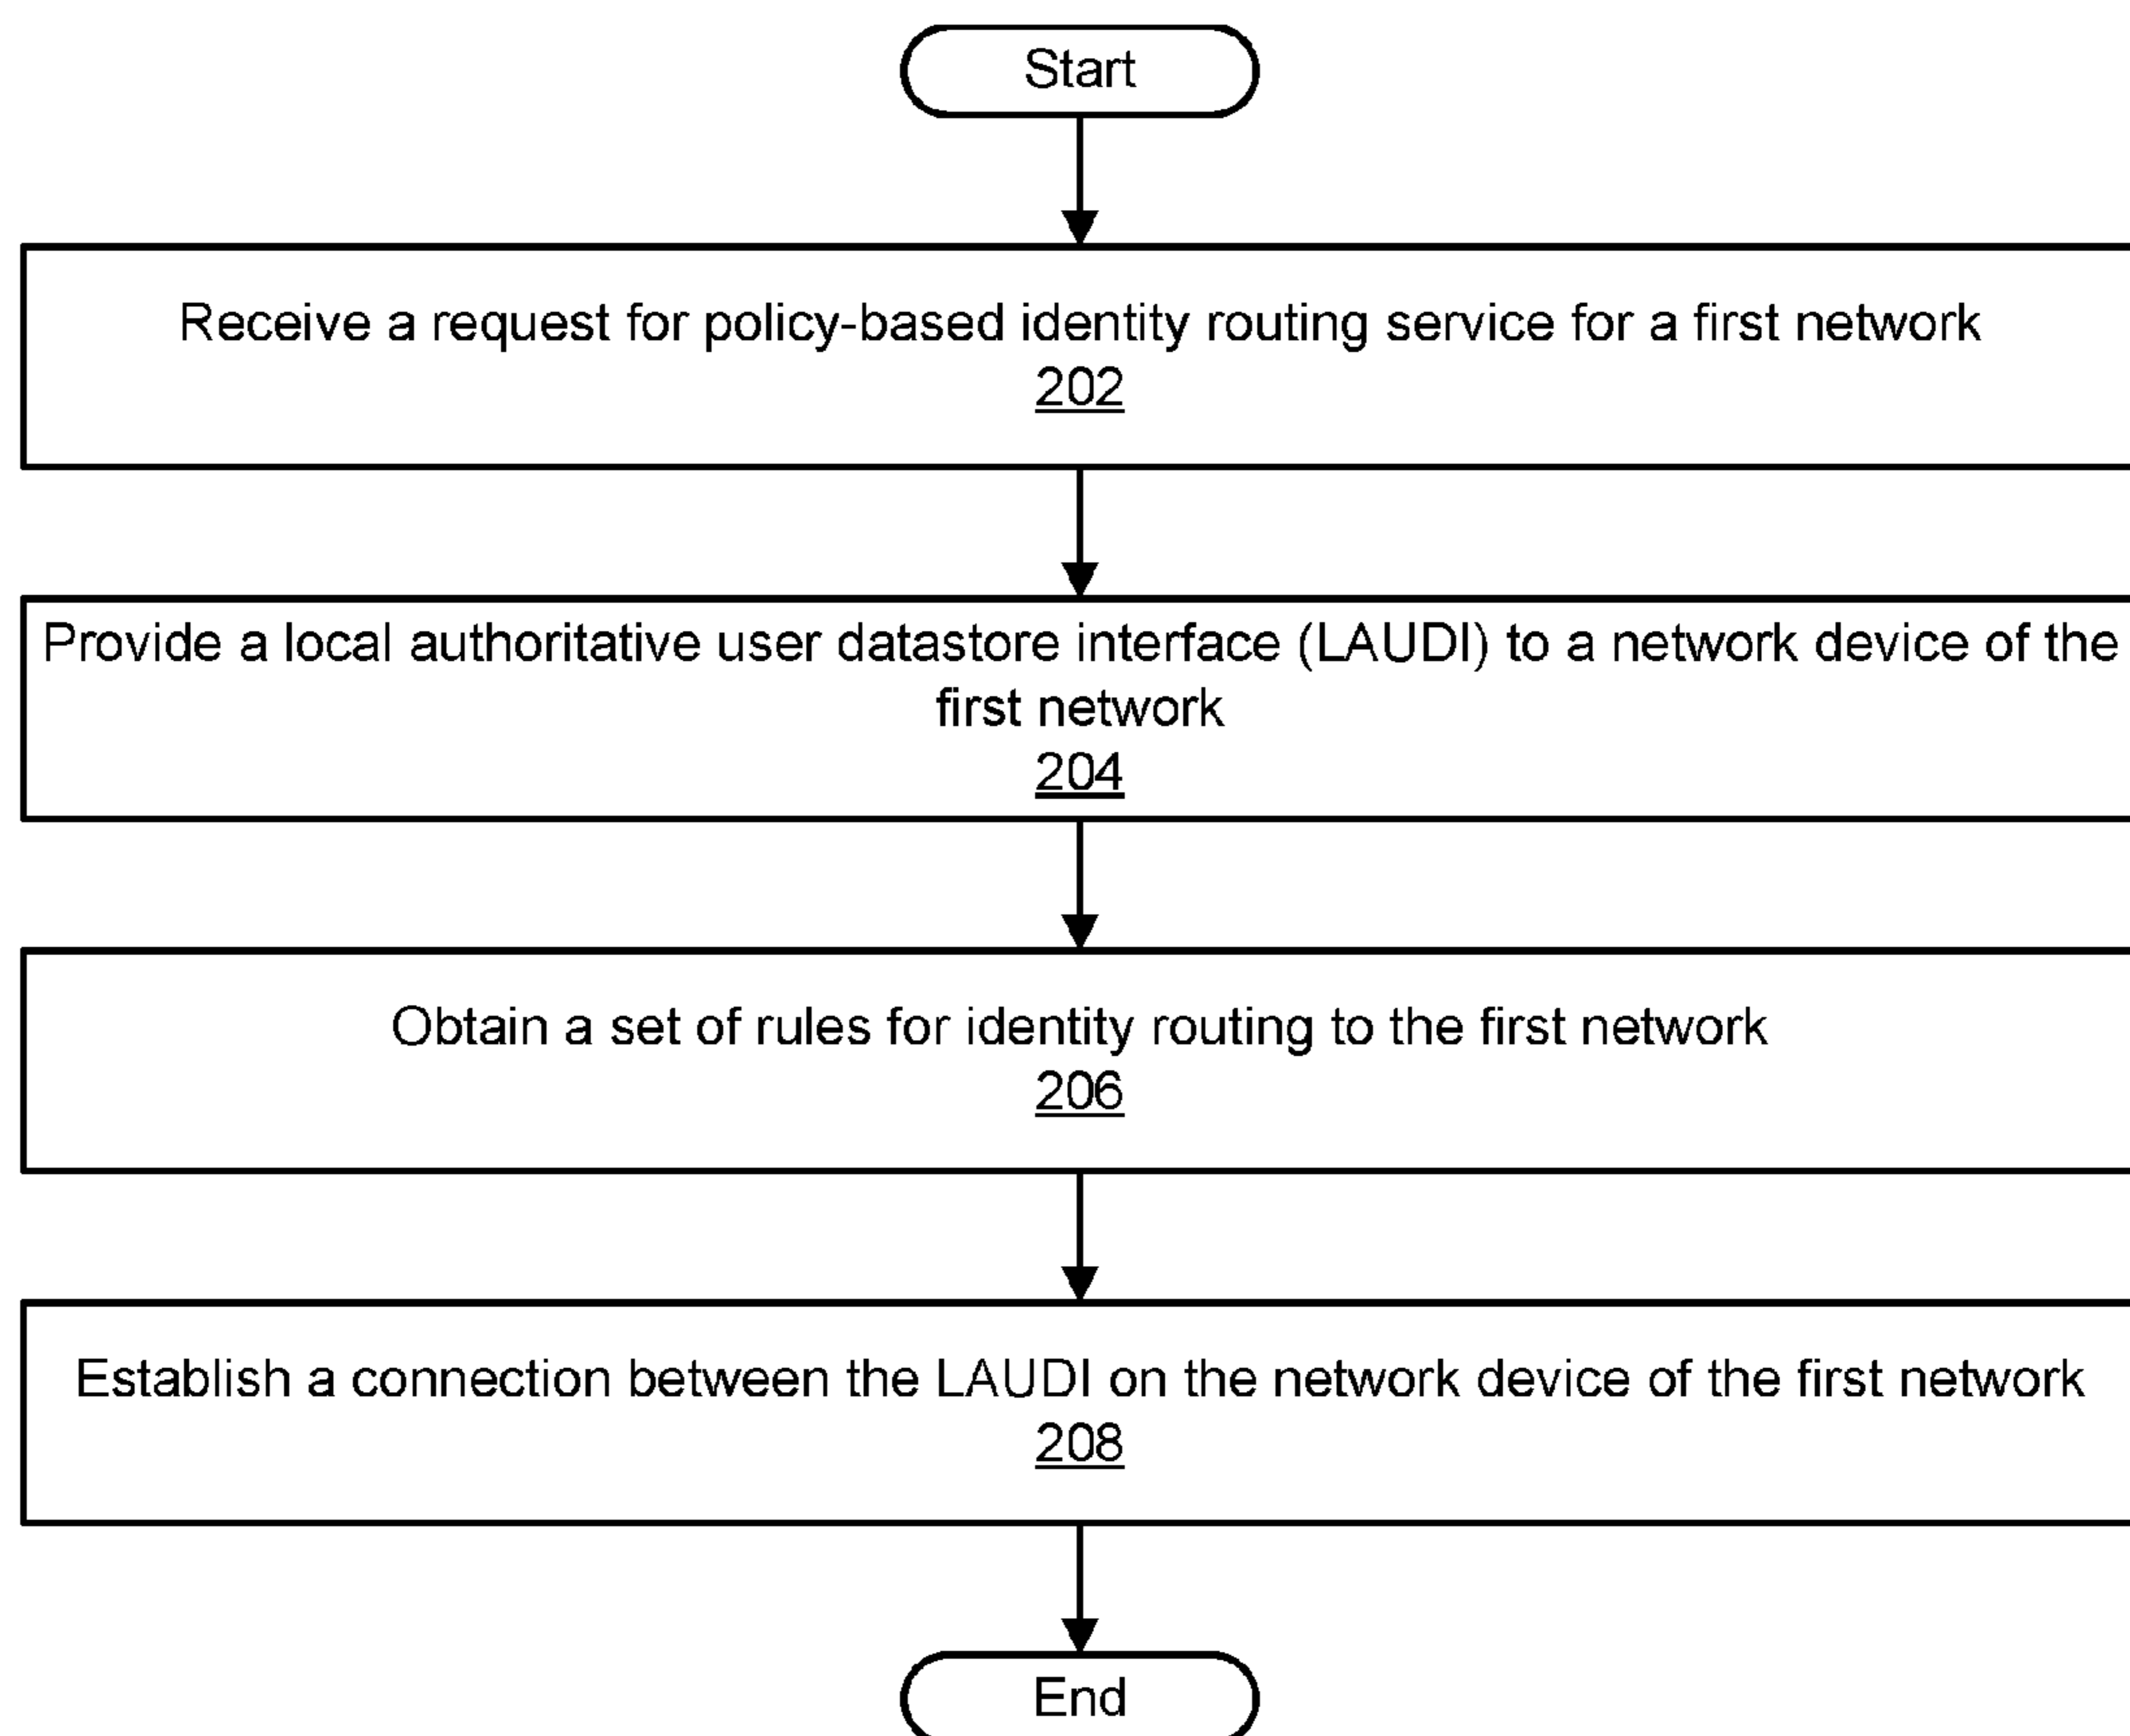 Start
Receive a request for policy-based identity routing service for a first network
202
Provide a local authoritative user datastore interface (LAUDI) to a network device of the
first network
204
Obtain a set of rules for identity routing to the first network
206
Establish a connection between the LAUDI on the network device of the first network
208
End